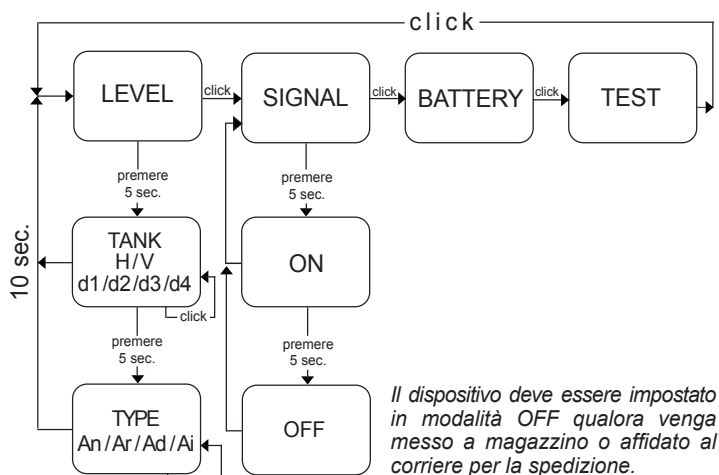 click
LEVEL
click
SIGNAL
click
BATTERY
click
TEST
premere
5 sec.
premere
5 sec.
10 sec.
TANK
H/V
d1/d2/d3/d4
click
ON
premere
5 sec.
premere
5 sec.
TYPE
An/Ar/Ad/Ai
OFF
Il dispositivo deve essere impostato
in modalità OFF qualora venga
messo a magazzino o affidato al
corriere per la spedizione.